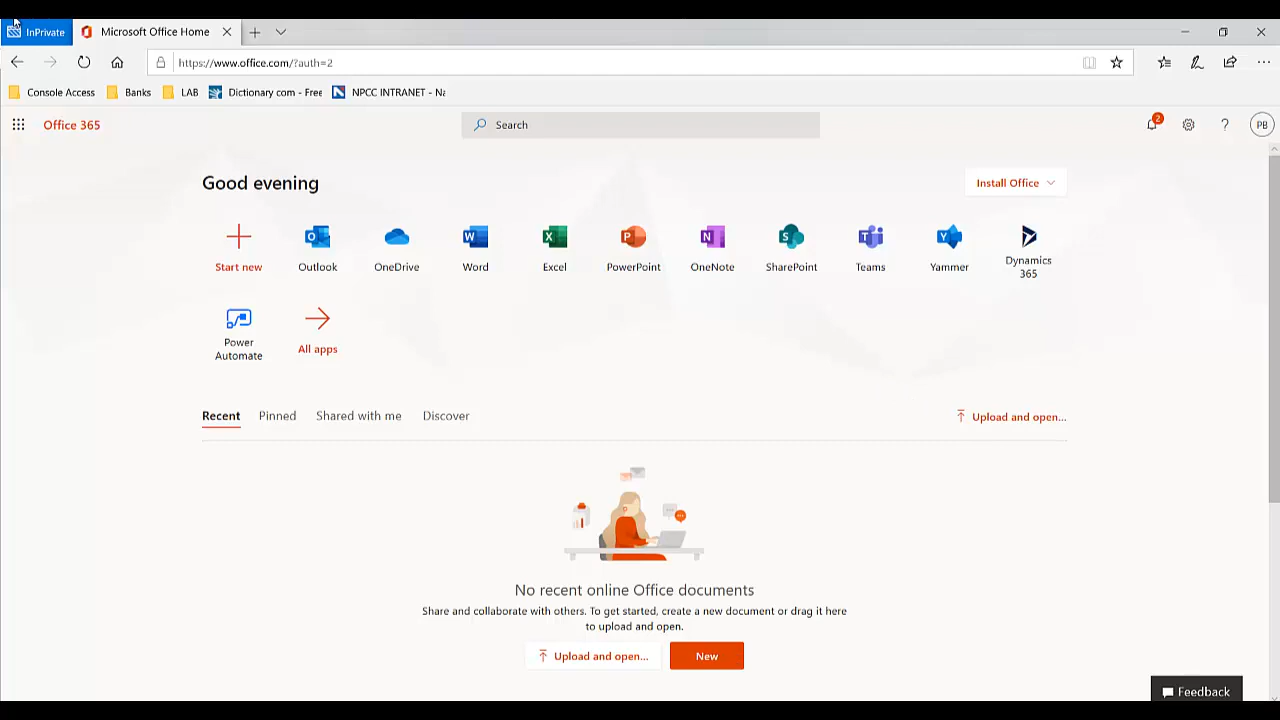 InPrivate
Microsoft Office Home
https://www.office.com/?auth=2
Console Access
Banks
LAB
Dictionary com - Free
NPCC INTRANET - Na
Office 365
Search
2
PB
Good evening
Install Office
Start new
Outlook
OneDrive
Word
Excel
PowerPoint
OneNote
SharePoint
Teams
Yammer
Dynamics
365
Power
Automate
All apps
Recent
Pinned
Shared with me
Discover
Upload and open...
No recent online Office documents
Share and collaborate with others. To get started, create a new document or drag it here
to upload and open.
Upload and open...
New
Feedback